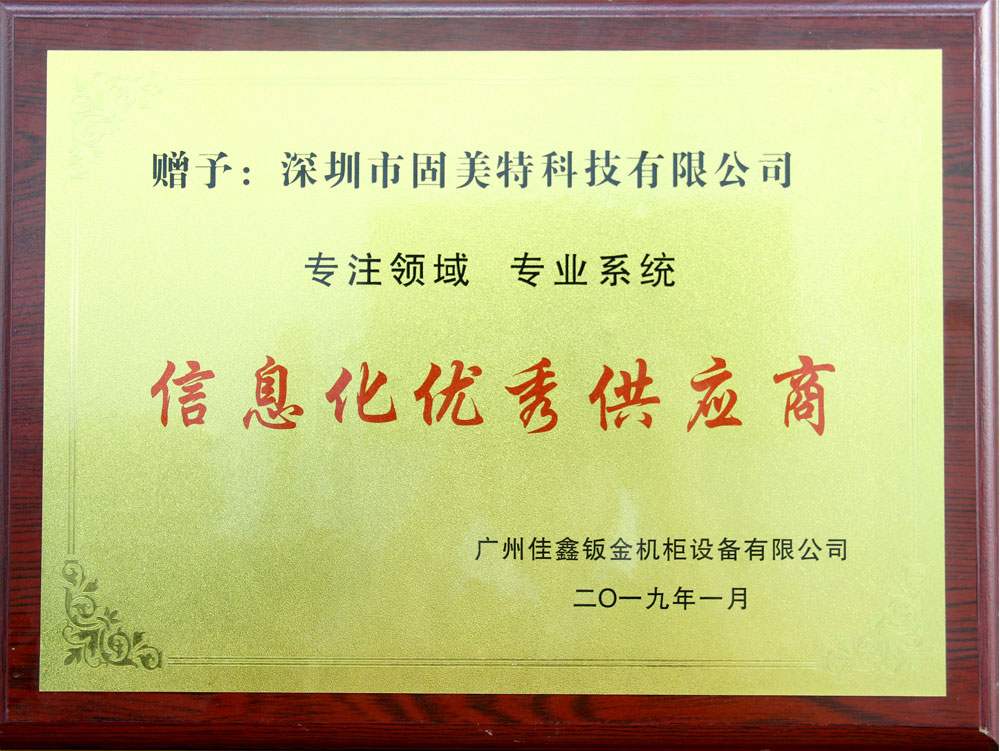 赠予：深圳市固美特科技有限公司
专注领域 专业系统
信息化优秀供应商
广州佳鑫钣金机柜设备有限公司
二〇一九年一月